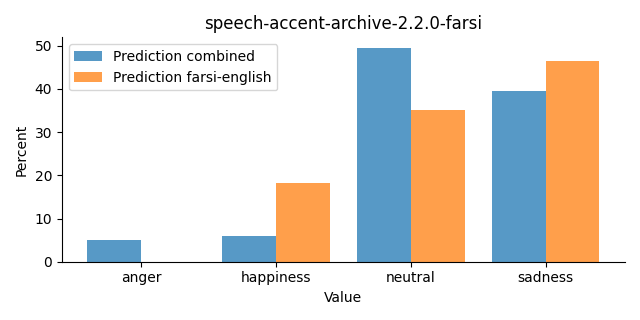 speech-accent-archive-2.2.0-farsi
Prediction combined
Prediction farsi-english
Percent
50
40
30
20
10
0
anger happiness neutral sadness
Value